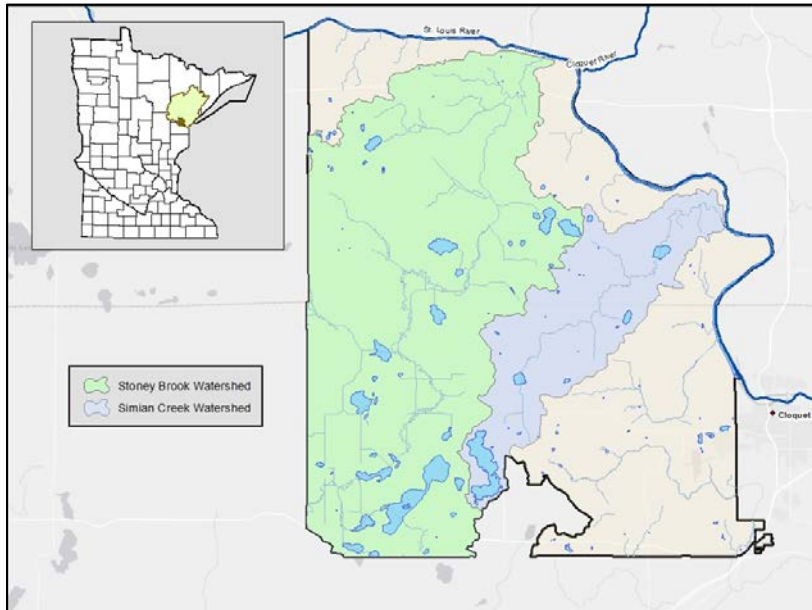 St. Louis River
Cloquet River
Stoney Brook Watershed
Simian Creek Watershed
Cloquet